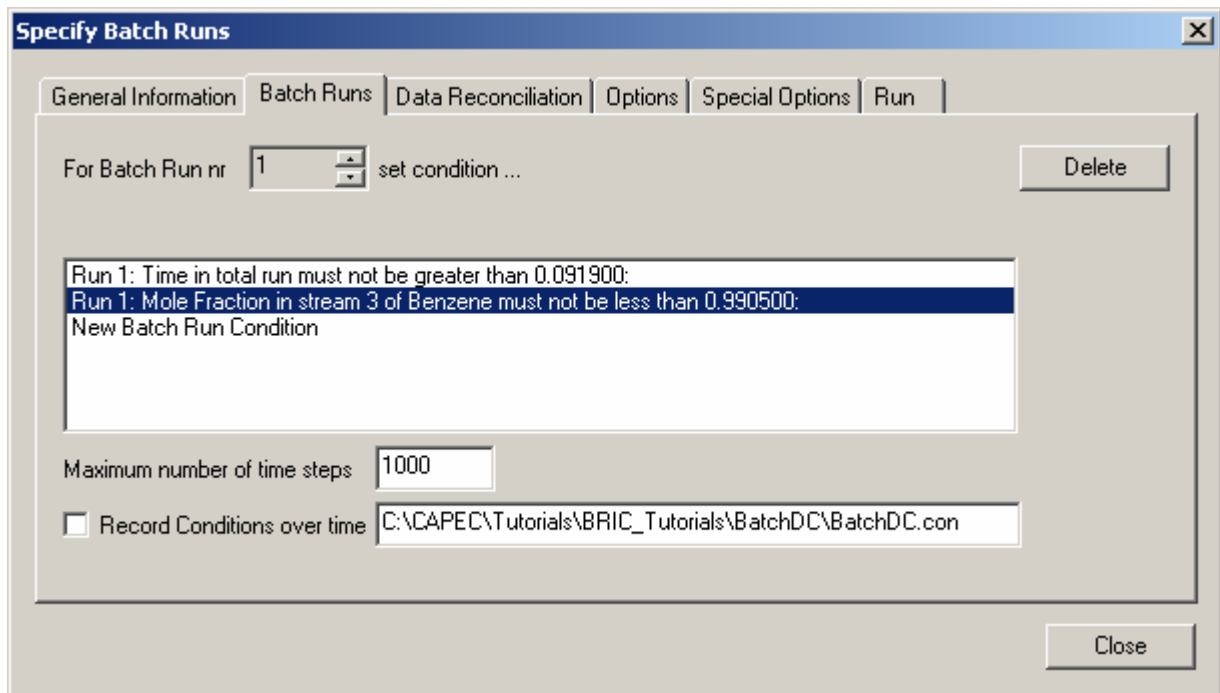 Specify Batch Runs
General Information Batch Runs Data Reconciliation Options Special Options Run
For Batch Run nr 1 set condition ... Delete
Run 1: Time in total run must not be greater than 0.091900:
Run 1: Mole Fraction in stream 3 of Benzene must not be less than 0.990500:
New Batch Run Condition
Maximum number of time steps 1000
Record Conditions over time C:\CAPEC\Tutorials\BRIC_Tutorials\BatchDC\BatchDC.con
Close